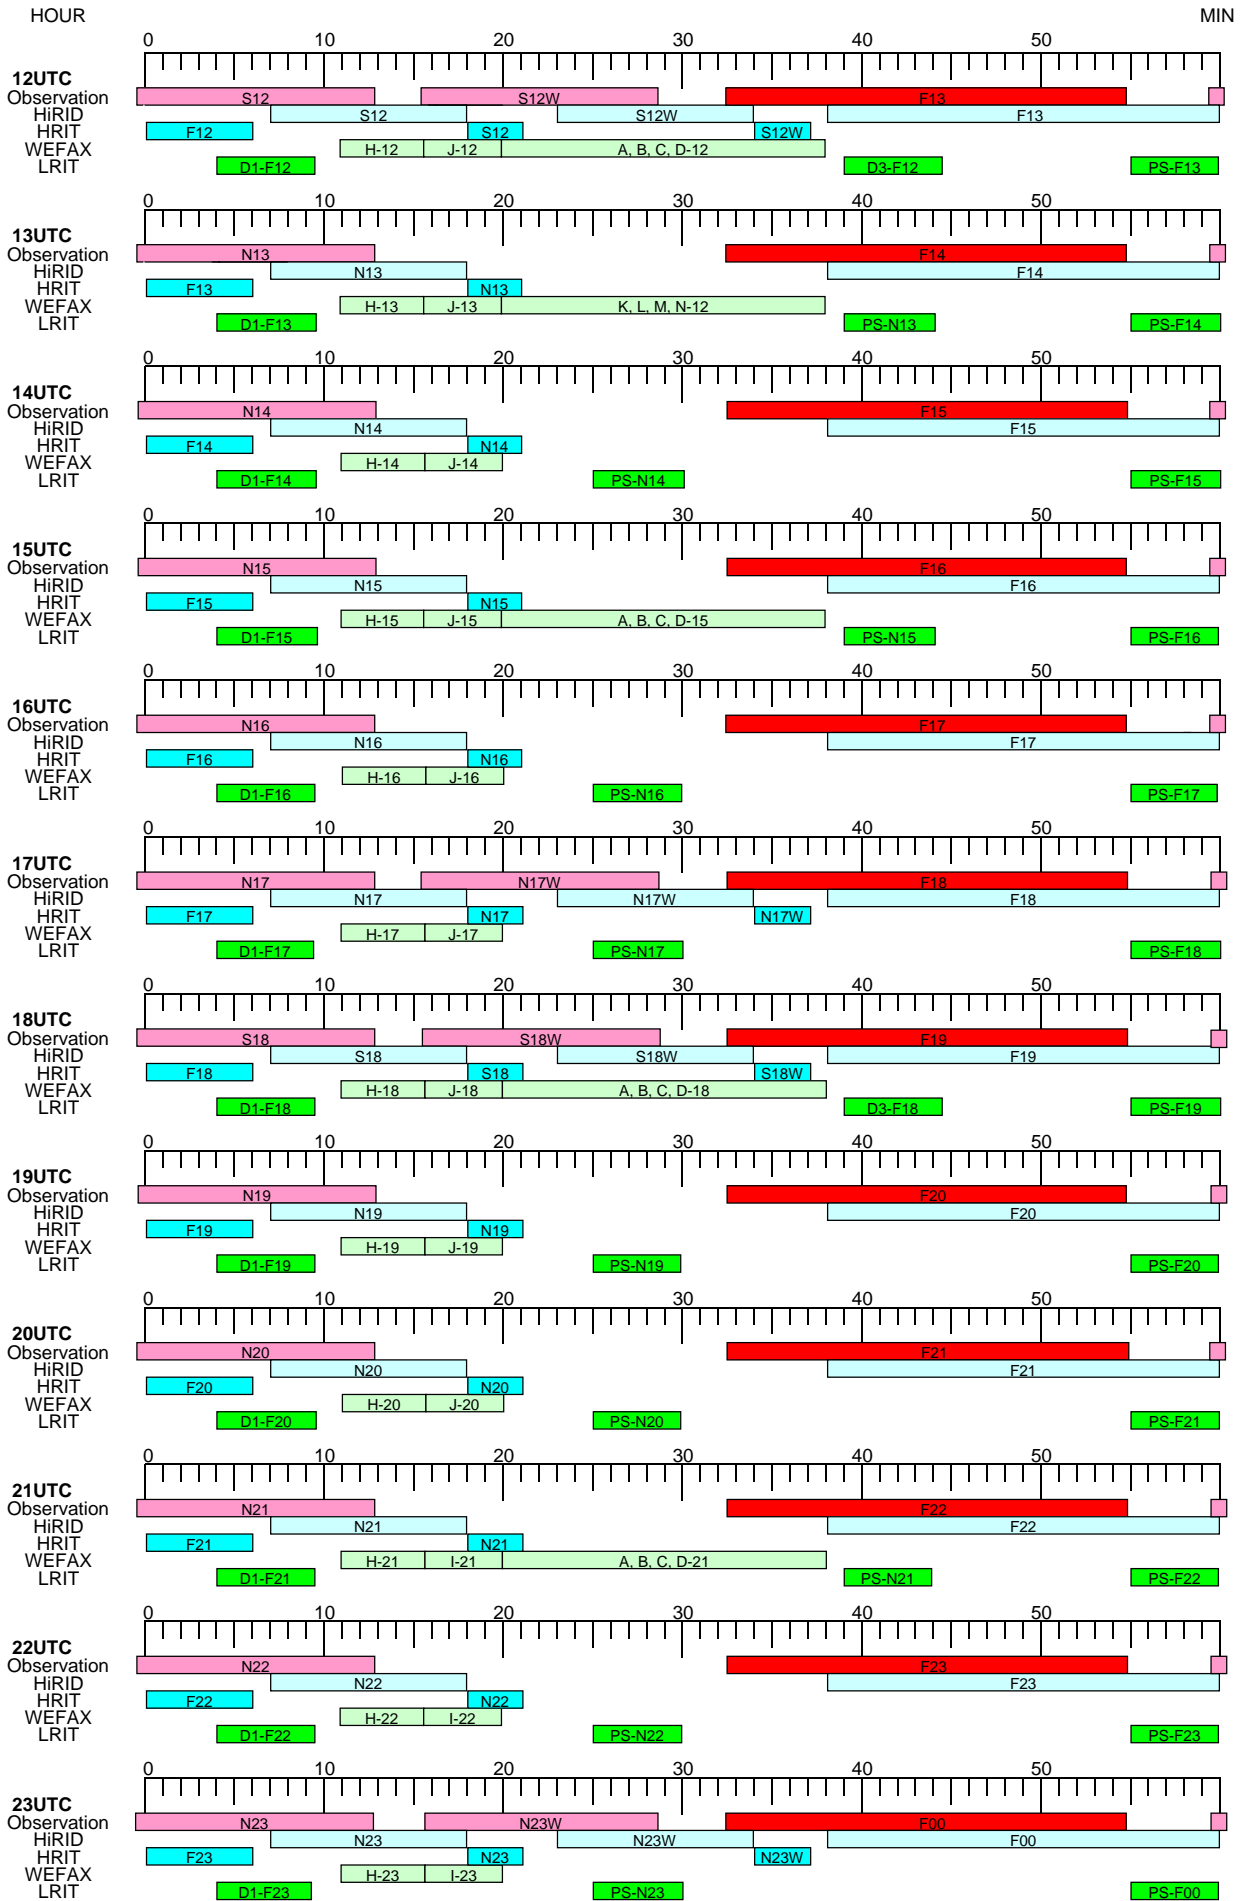 HOUR MIN
0 10 20 30 40 50
12UTC
Observation S12 S12W F13
HiRID S12 S12W F13
HRIT F12 S12 S12W
WEFAX H-12 J-12 A, B, C, D-12
LRIT D1-F12 D3-F12 PS-F13
0 10 20 30 40 50
13UTC
Observation N13 F14
HiRID N13 F14
HRIT F13 N13
WEFAX H-13 J-13 K, L, M, N-12
LRIT D1-F13 PS-N13 PS-F14
0 10 20 30 40 50
14UTC
Observation N14 F15
HiRID N14 F15
HRIT F14 N14
WEFAX H-14 J-14
LRIT D1-F14 PS-N14 PS-F15
0 10 20 30 40 50
15UTC
Observation N15 F16
HiRID N15 F16
HRIT F15 N15
WEFAX H-15 J-15 A, B, C, D-15
LRIT D1-F15 PS-N15 PS-F16
0 10 20 30 40 50
16UTC
Observation N16 F17
HiRID N16 F17
HRIT F16 N16
WEFAX H-16 J-16
LRIT D1-F16 PS-N16 PS-F17
0 10 20 30 40 50
17UTC
Observation N17 N17W F18
HiRID N17 N17W F18
HRIT F17 N17 N17W
WEFAX H-17 J-17
LRIT D1-F17 PS-N17 PS-F18
0 10 20 30 40 50
18UTC
Observation S18 S18W F19
HiRID S18 S18W F19
HRIT F18 S18 S18W
WEFAX H-18 J-18 A, B, C, D-18
LRIT D1-F18 D3-F18 PS-F19
0 10 20 30 40 50
19UTC
Observation N19 F20
HiRID N19 F20
HRIT F19 N19
WEFAX H-19 J-19
LRIT D1-F19 PS-N19 PS-F20
0 10 20 30 40 50
20UTC
Observation N20 F21
HiRID N20 F21
HRIT F20 N20
WEFAX H-20 J-20
LRIT D1-F20 PS-N20 PS-F21
0 10 20 30 40 50
21UTC
Observation N21 F22
HiRID N21 F22
HRIT F21 N21
WEFAX H-21 I-21 A, B, C, D-21
LRIT D1-F21 PS-N21 PS-F22
0 10 20 30 40 50
22UTC
Observation N22 F23
HiRID N22 F23
HRIT F22 N22
WEFAX H-22 I-22
LRIT D1-F22 PS-N22 PS-F23
0 10 20 30 40 50
23UTC
Observation N23 N23W F00
HiRID N23 N23W F00
HRIT F23 N23 N23W
WEFAX H-23 I-23
LRIT D1-F23 PS-N23 PS-F00